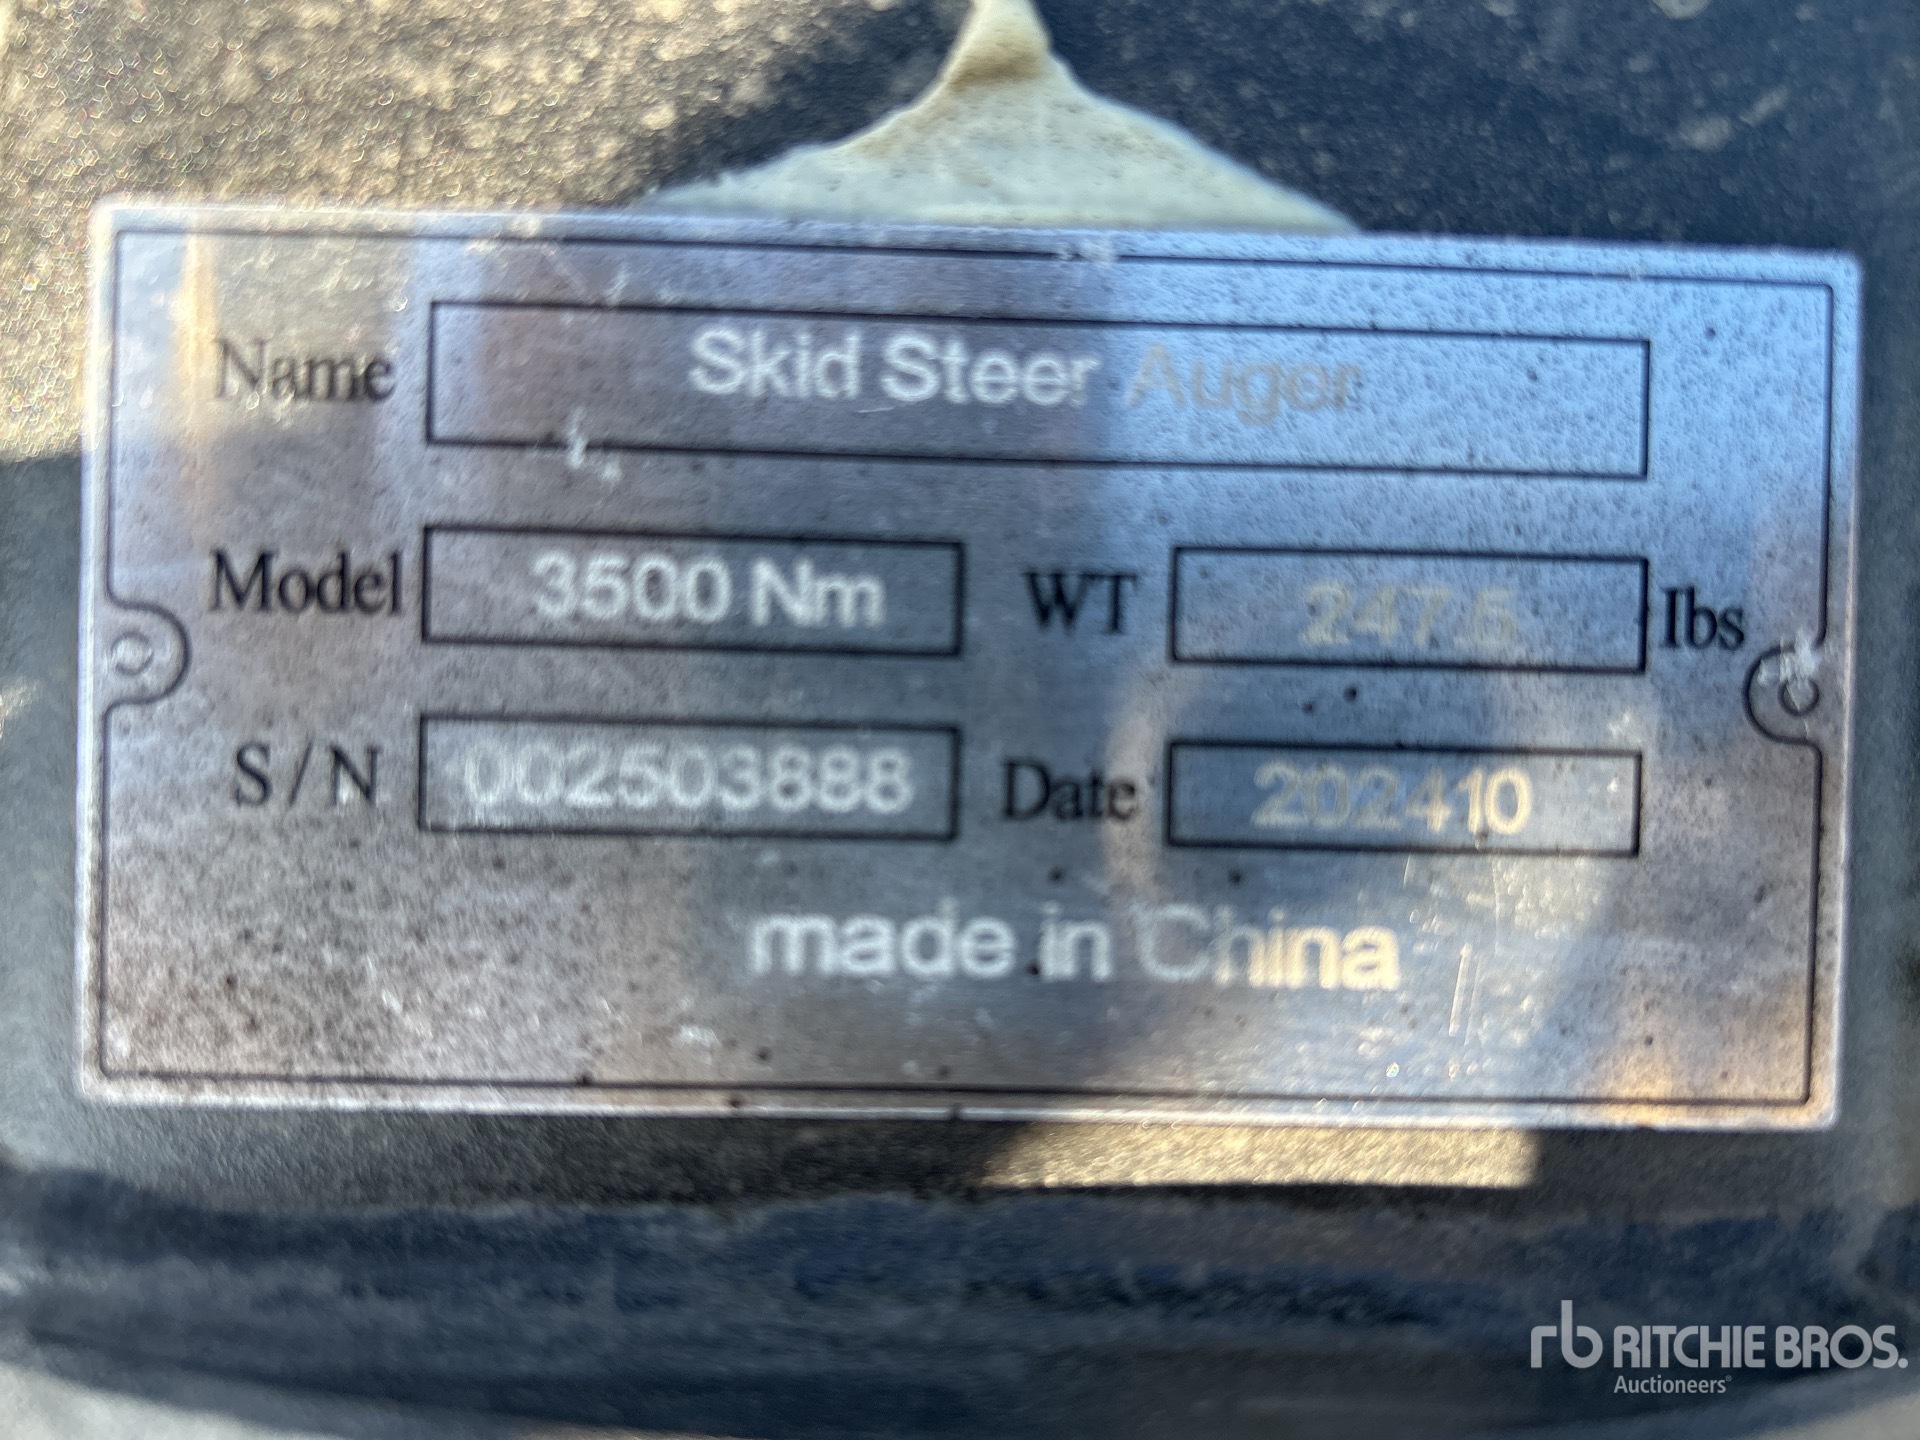 Name Skid Steer Auger
Model 3500 Nm WT 247.5 lbs
S/N 002503888 Date 202410
made in China
rb RITCHIE BROS.
Auctioneers